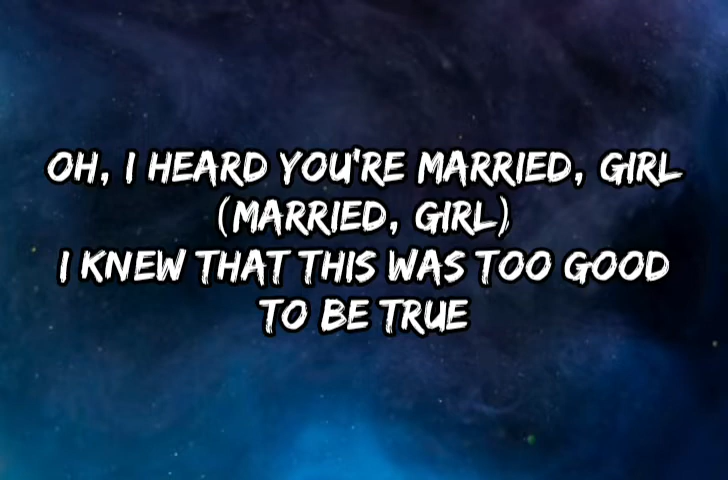 OH, I HEARD YOU'RE MARRIED, GIRL
(MARRIED, GIRL)
I KNEW THAT THIS WAS TOO GOOD
TO BE TRUE